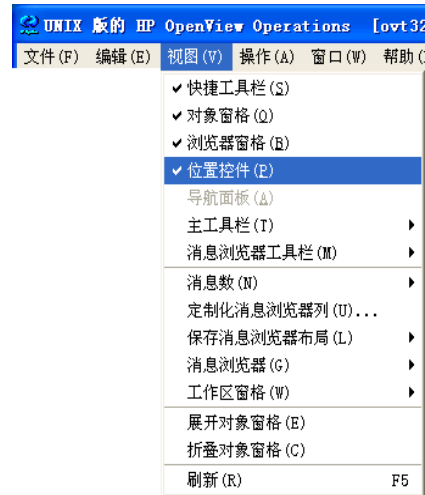 UNIX 版的 HP OpenView Operations [ovt32
文件(F) 编辑(E) 视图(V) 操作(A) 窗口(W) 帮助(
快捷工具栏(S)
对象窗格(O)
浏览器窗格(B)
位置控件(P)
导航面板(A)
主工具栏(T)
消息浏览器工具栏(M)
消息数(N)
定制化消息浏览器列(U)...
保存消息浏览器布局(L)
消息浏览器(G)
工作区窗格(W)
展开对象窗格(E)
折叠对象窗格(C)
刷新(R) F5